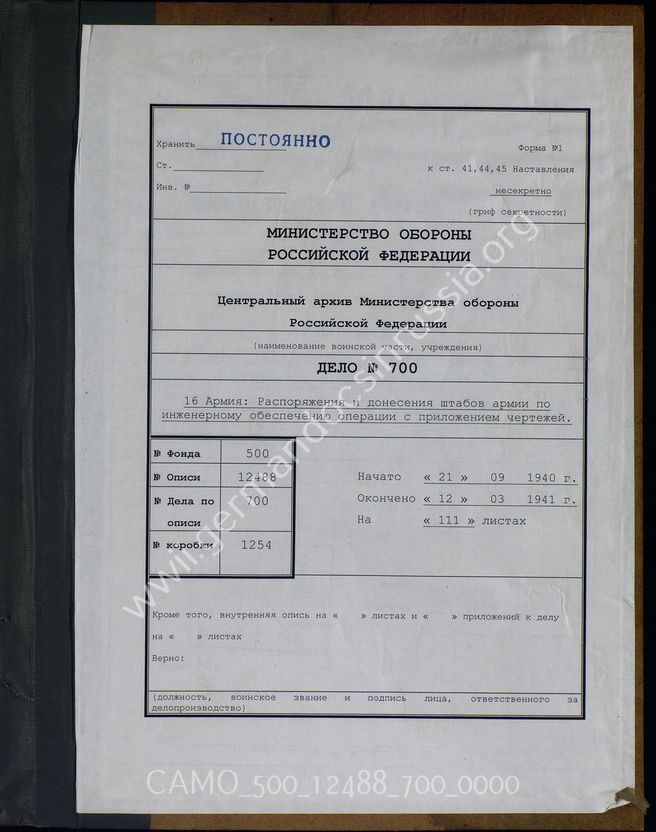 Хранить ПОСТОЯННО
Форма №1
Ст.
к ст. 41,44,45 Наставления
Инв. №
несекретно
(гриф секретности)
МИНИСТЕРСТВО ОБОРОНЫ
РОССИЙСКОЙ ФЕДЕРАЦИИ
Центральный архив Министерства обороны
Российской Федерации
(наименование воинской части, учреждения)
ДЕЛО № 700
16 Армия: Распоряжения и донесения штабов армии по
инженерному обеспечению операции с приложением чертежей.
№ Фонда 500
№ Описи 12488
№ Дела по описи 700
№ коробки 1254
Начато « 21 » 09 1940 г.
Окончено « 12 » 03 1941 г.
На « 111 » листах
Кроме того, внутренняя опись на « » листах и « » приложений к делу
на « » листах
Верно:
(должность, воинское звание и подпись лица, ответственного за
делопроизводство)
www.germandocsinrussia.org
CAMO_500_12488_700_0000